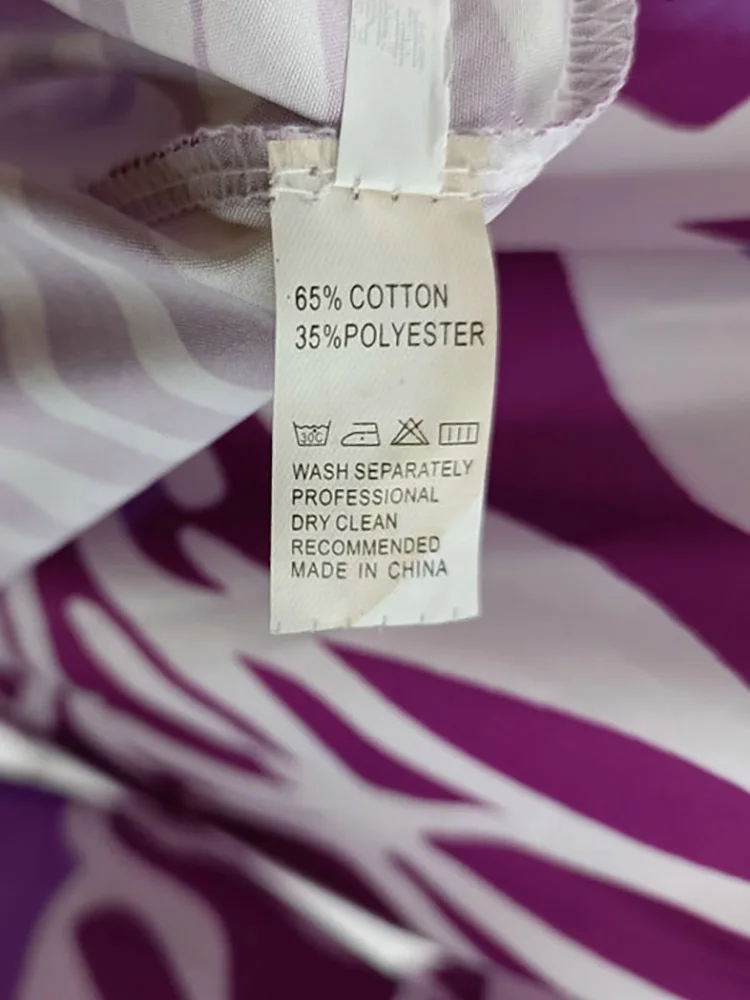 65% COTTON
35%POLYESTER
30C
WASH SEPARATELY
PROFESSIONAL
DRY CLEAN
RECOMMENDED
MADE IN CHINA